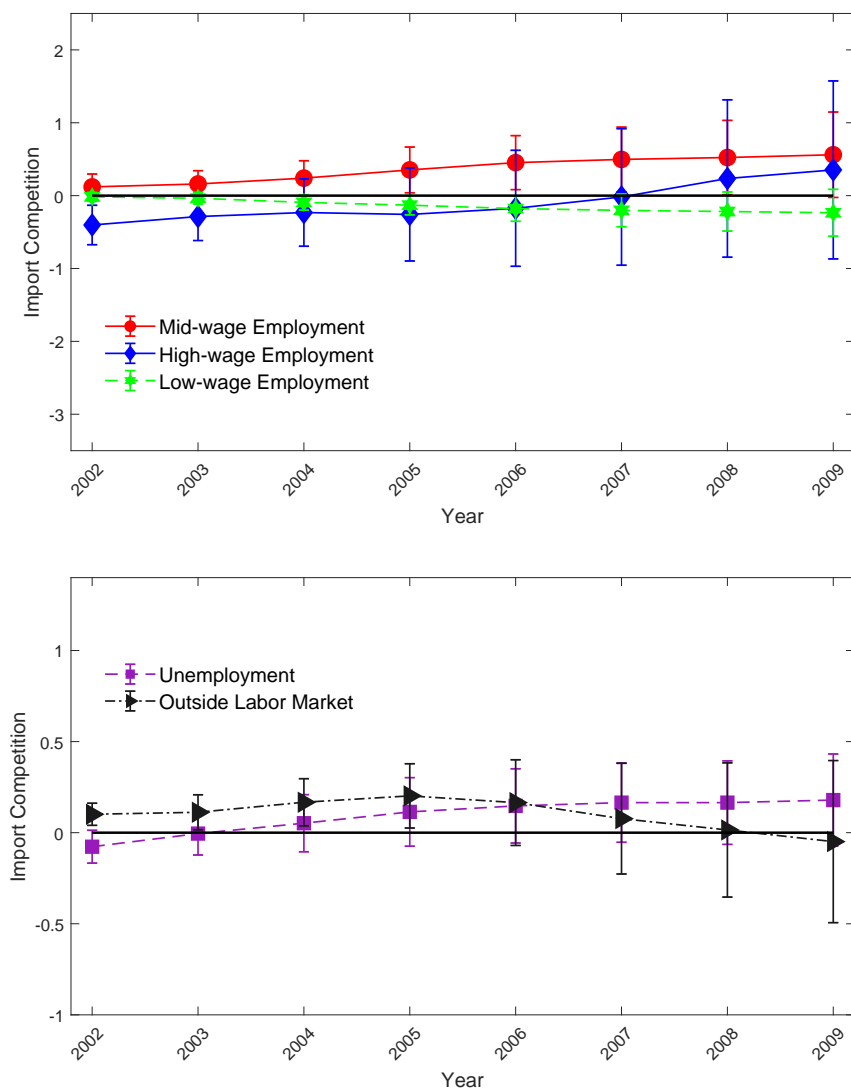 2
1
0
-1
-2
-3
Import Competition
Mid-wage Employment
High-wage Employment
Low-wage Employment
2002 2003 2004 2005 2006 2007 2008 2009
Year
1
0.5
0
-0.5
-1
Import Competition
Unemployment
Outside Labor Market
2002 2003 2004 2005 2006 2007 2008 2009
Year